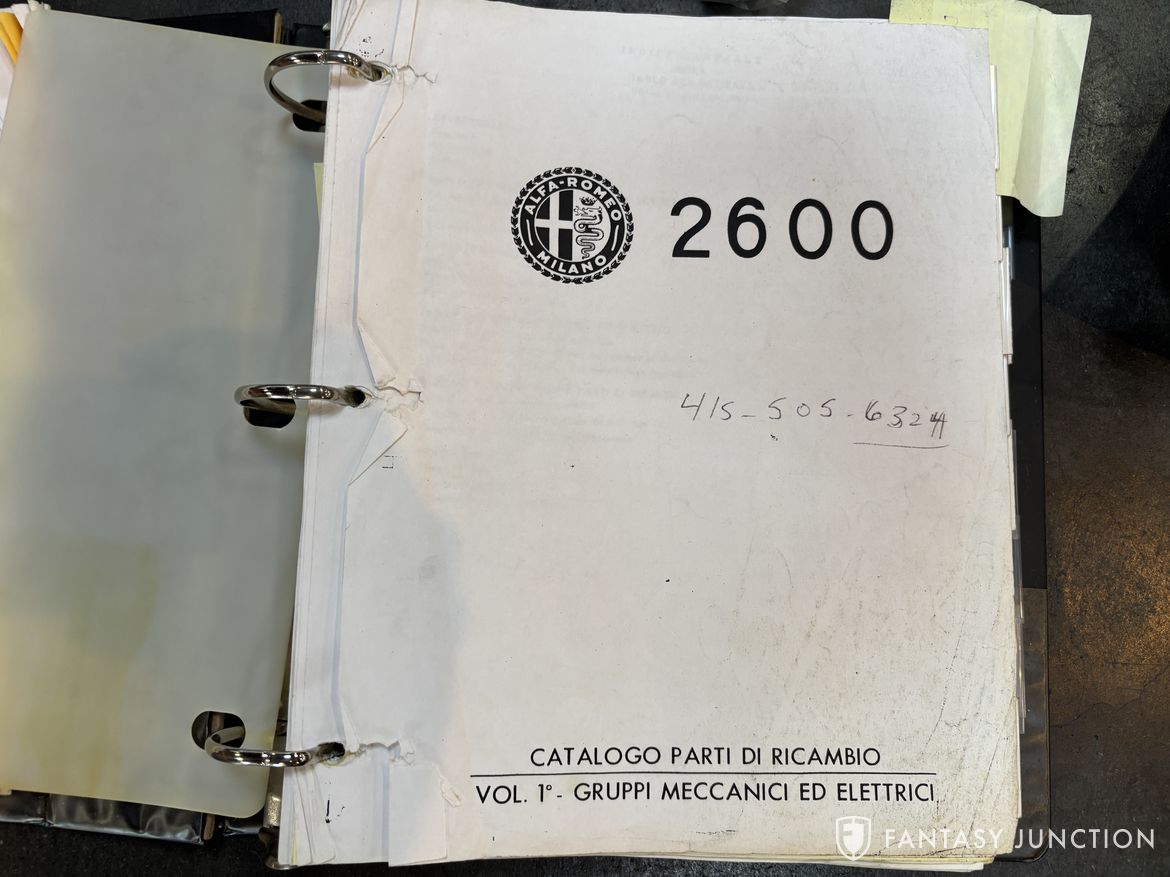 ALFA-ROMEO
MILANO
2600
415-505-6324
CATALOGO PARTI DI RICAMBIO
VOL. 1° - GRUPPI MECCANICI ED ELETTRICI
FANTASY JUNCTION